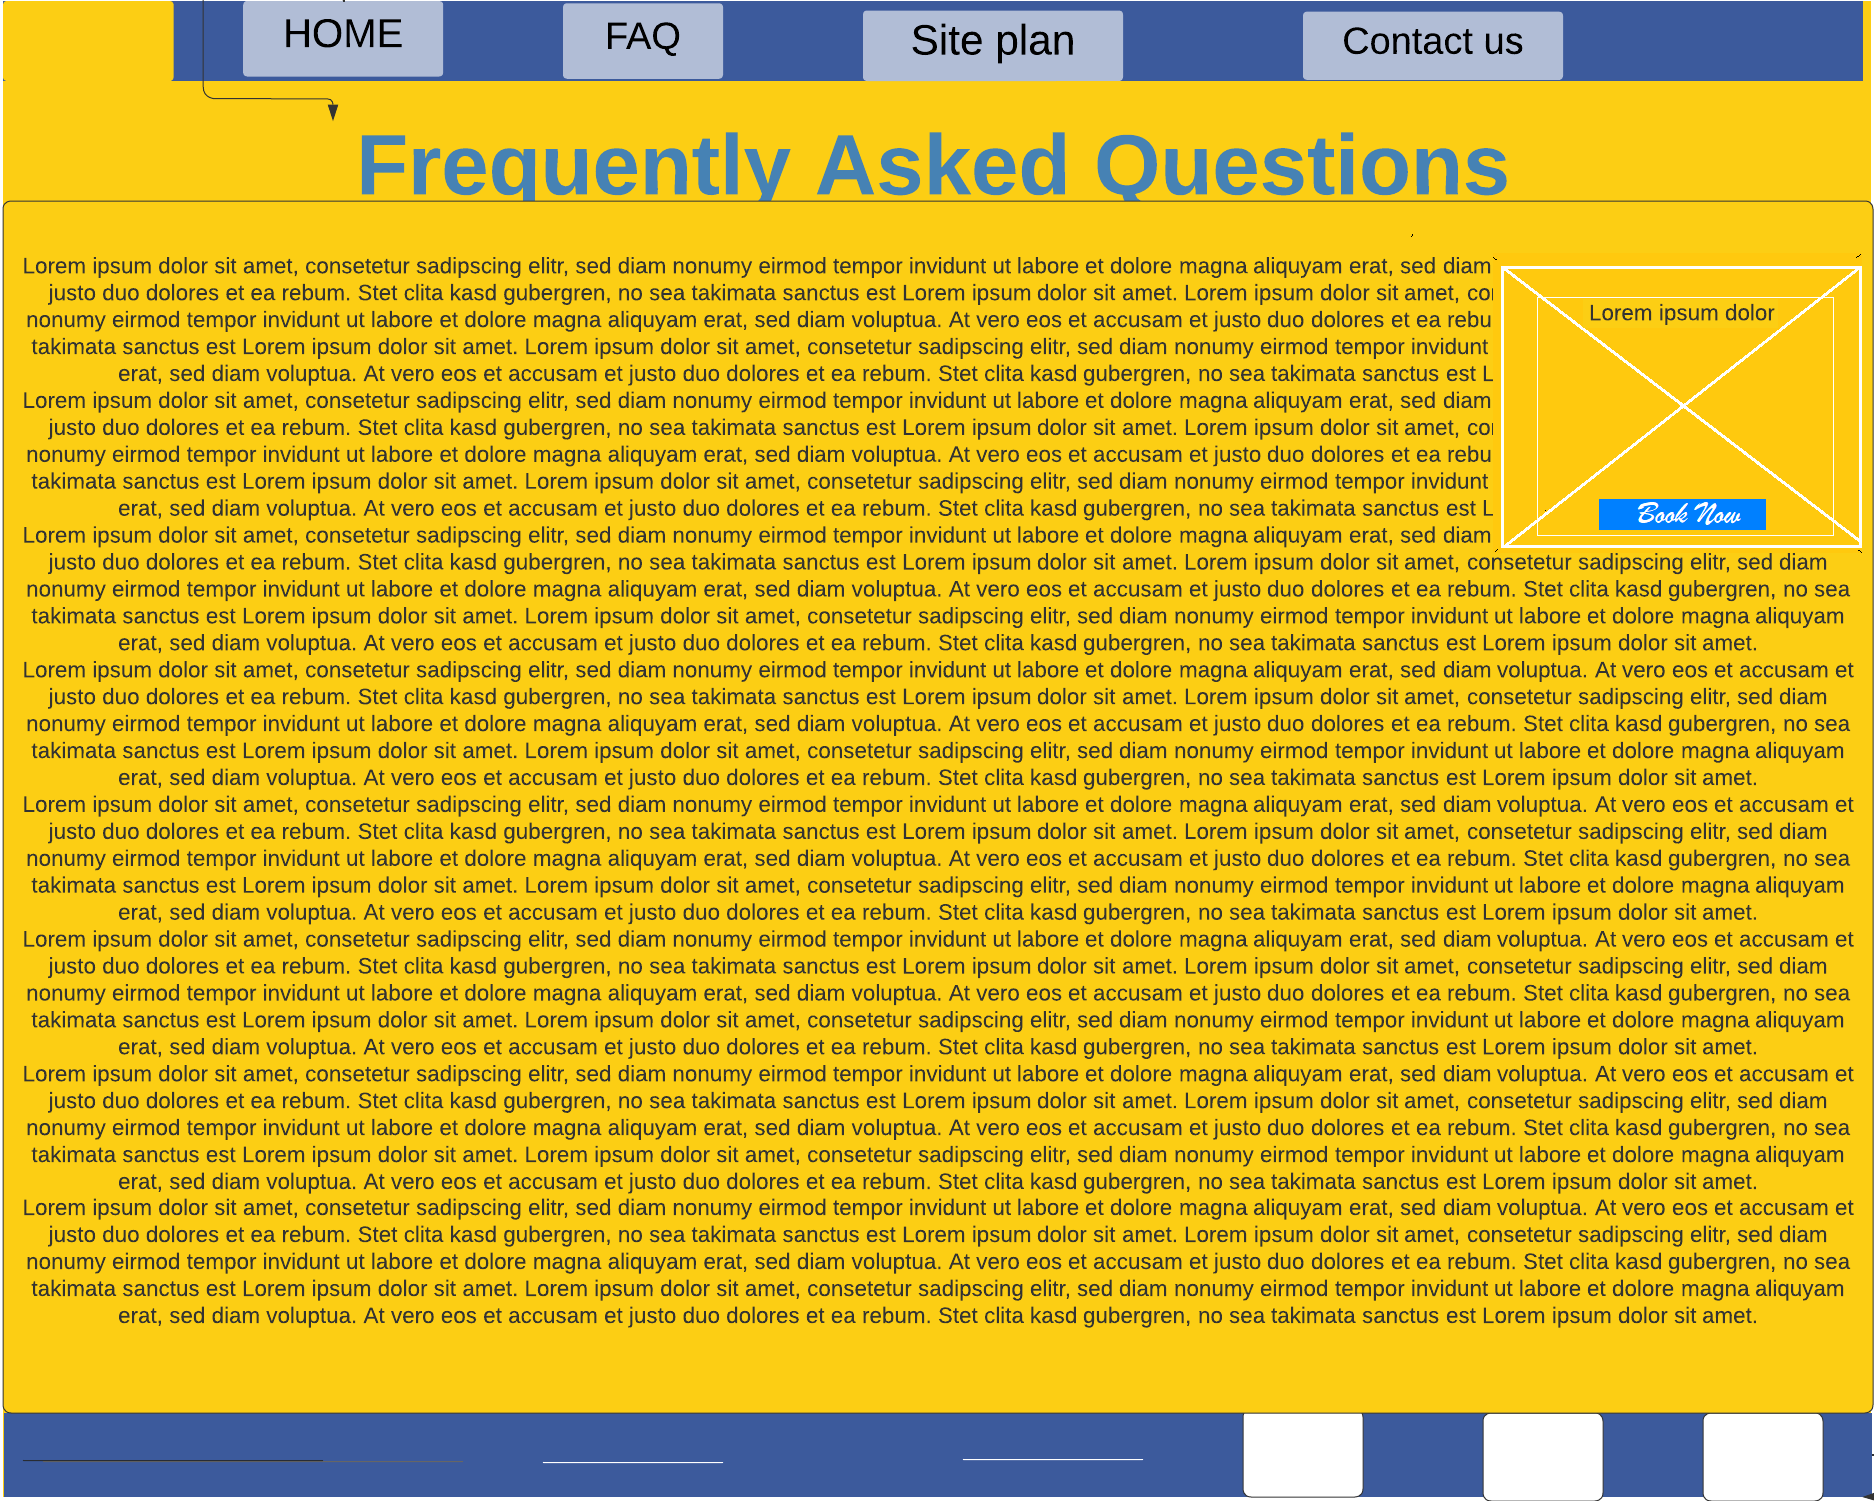 HOME
FAQ
Site plan
Contact us
Frequently Asked Questions
Lorem ipsum dolor sit amet, consetetur sadipscing elitr, sed diam nonumy eirmod tempor invidunt ut labore et dolore magna aliquyam erat, sed diam
justo duo dolores et ea rebum. Stet clita kasd gubergren, no sea takimata sanctus est Lorem ipsum dolor sit amet. Lorem ipsum dolor sit amet,
nonumy eirmod tempor invidunt ut labore et dolore magna aliquyam erat, sed diam voluptua. At vero eos et accusam et justo duo dolores et ea rebu
takimata sanctus est Lorem ipsum dolor sit amet. Lorem ipsum dolor sit amet, consetetur sadipscing elitr, sed diam nonumy eirmod tempor invidunt
erat, sed diam voluptua. At vero eos et accusam et justo duo dolores et ea rebum. Stet clita kasd gubergren, no sea takimata sanctus est L
Lorem ipsum dolor sit amet, consetetur sadipscing elitr, sed diam nonumy eirmod tempor invidunt ut labore et dolore magna aliquyam erat, sed diam
justo duo dolores et ea rebum. Stet clita kasd gubergren, no sea takimata sanctus est Lorem ipsum dolor sit amet. Lorem ipsum dolor sit amet,
nonumy eirmod tempor invidunt ut labore et dolore magna aliquyam erat, sed diam voluptua. At vero eos et accusam et justo duo dolores et ea rebu
takimata sanctus est Lorem ipsum dolor sit amet. Lorem ipsum dolor sit amet, consetetur sadipscing elitr, sed diam nonumy eirmod tempor invidunt
erat, sed diam voluptua. At vero eos et accusam et justo duo dolores et ea rebum. Stet clita kasd gubergren, no sea takimata sanctus est L
Lorem ipsum dolor sit amet, consetetur sadipscing elitr, sed diam nonumy eirmod tempor invidunt ut labore et dolore magna aliquyam erat, sed diam
Lorem ipsum dolor
Book Now
justo duo dolores et ea rebum. Stet clita kasd gubergren, no sea takimata sanctus est Lorem ipsum dolor sit amet. Lorem ipsum dolor sit amet, consetetur sadipscing elitr, sed diam
nonumy eirmod tempor invidunt ut labore et dolore magna aliquyam erat, sed diam voluptua. At vero eos et accusam et justo duo dolores et ea rebum. Stet clita kasd gubergren, no sea
takimata sanctus est Lorem ipsum dolor sit amet. Lorem ipsum dolor sit amet, consetetur sadipscing elitr, sed diam nonumy eirmod tempor invidunt ut labore et dolore magna aliquyam
erat, sed diam voluptua. At vero eos et accusam et justo duo dolores et ea rebum. Stet clita kasd gubergren, no sea takimata sanctus est Lorem ipsum dolor sit amet.
Lorem ipsum dolor sit amet, consetetur sadipscing elitr, sed diam nonumy eirmod tempor invidunt ut labore et dolore magna aliquyam erat, sed diam voluptua. At vero eos et accusam et
justo duo dolores et ea rebum. Stet clita kasd gubergren, no sea takimata sanctus est Lorem ipsum dolor sit amet. Lorem ipsum dolor sit amet, consetetur sadipscing elitr, sed diam
nonumy eirmod tempor invidunt ut labore et dolore magna aliquyam erat, sed diam voluptua. At vero eos et accusam et justo duo dolores et ea rebum. Stet clita kasd gubergren, no sea
takimata sanctus est Lorem ipsum dolor sit amet. Lorem ipsum dolor sit amet, consetetur sadipscing elitr, sed diam nonumy eirmod tempor invidunt ut labore et dolore magna aliquyam
erat, sed diam voluptua. At vero eos et accusam et justo duo dolores et ea rebum. Stet clita kasd gubergren, no sea takimata sanctus est Lorem ipsum dolor sit amet.
Lorem ipsum dolor sit amet, consetetur sadipscing elitr, sed diam nonumy eirmod tempor invidunt ut labore et dolore magna aliquyam erat, sed diam voluptua. At vero eos et accusam et
justo duo dolores et ea rebum. Stet clita kasd gubergren, no sea takimata sanctus est Lorem ipsum dolor sit amet. Lorem ipsum dolor sit amet, consetetur sadipscing elitr, sed diam
nonumy eirmod tempor invidunt ut labore et dolore magna aliquyam erat, sed diam voluptua. At vero eos et accusam et justo duo dolores et ea rebum. Stet clita kasd gubergren, no sea
takimata sanctus est Lorem ipsum dolor sit amet. Lorem ipsum dolor sit amet, consetetur sadipscing elitr, sed diam nonumy eirmod tempor invidunt ut labore et dolore magna aliquyam
erat, sed diam voluptua. At vero eos et accusam et justo duo dolores et ea rebum. Stet clita kasd gubergren, no sea takimata sanctus est Lorem ipsum dolor sit amet.
Lorem ipsum dolor sit amet, consetetur sadipscing elitr, sed diam nonumy eirmod tempor invidunt ut labore et dolore magna aliquyam erat, sed diam voluptua. At vero eos et accusam et
justo duo dolores et ea rebum. Stet clita kasd gubergren, no sea takimata sanctus est Lorem ipsum dolor sit amet. Lorem ipsum dolor sit amet, consetetur sadipscing elitr, sed diam
nonumy eirmod tempor invidunt ut labore et dolore magna aliquyam erat, sed diam voluptua. At vero eos et accusam et justo duo dolores et ea rebum. Stet clita kasd gubergren, no sea
takimata sanctus est Lorem ipsum dolor sit amet. Lorem ipsum dolor sit amet, consetetur sadipscing elitr, sed diam nonumy eirmod tempor invidunt ut labore et dolore magna aliquyam
erat, sed diam voluptua. At vero eos et accusam et justo duo dolores et ea rebum. Stet clita kasd gubergren, no sea takimata sanctus est Lorem ipsum dolor sit amet.
Lorem ipsum dolor sit amet, consetetur sadipscing elitr, sed diam nonumy eirmod tempor invidunt ut labore et dolore magna aliquyam erat, sed diam voluptua. At vero eos et accusam et
justo duo dolores et ea rebum. Stet clita kasd gubergren, no sea takimata sanctus est Lorem ipsum dolor sit amet. Lorem ipsum dolor sit amet, consetetur sadipscing elitr, sed diam
nonumy eirmod tempor invidunt ut labore et dolore magna aliquyam erat, sed diam voluptua. At vero eos et accusam et justo duo dolores et ea rebum. Stet clita kasd gubergren, no sea
takimata sanctus est Lorem ipsum dolor sit amet. Lorem ipsum dolor sit amet, consetetur sadipscing elitr, sed diam nonumy eirmod tempor invidunt ut labore et dolore magna aliquyam
erat, sed diam voluptua. At vero eos et accusam et justo duo dolores et ea rebum. Stet clita kasd gubergren, no sea takimata sanctus est Lorem ipsum dolor sit amet.
Lorem ipsum dolor sit amet, consetetur sadipscing elitr, sed diam nonumy eirmod tempor invidunt ut labore et dolore magna aliquyam erat, sed diam voluptua. At vero eos et accusam et
justo duo dolores et ea rebum. Stet clita kasd gubergren, no sea takimata sanctus est Lorem ipsum dolor sit amet. Lorem ipsum dolor sit amet, consetetur sadipscing elitr, sed diam
nonumy eirmod tempor invidunt ut labore et dolore magna aliquyam erat, sed diam voluptua. At vero eos et accusam et justo duo dolores et ea rebum. Stet clita kasd gubergren, no sea
takimata sanctus est Lorem ipsum dolor sit amet. Lorem ipsum dolor sit amet, consetetur sadipscing elitr, sed diam nonumy eirmod tempor invidunt ut labore et dolore magna aliquyam
erat, sed diam voluptua. At vero eos et accusam et justo duo dolores et ea rebum. Stet clita kasd gubergren, no sea takimata sanctus est Lorem ipsum dolor sit amet.